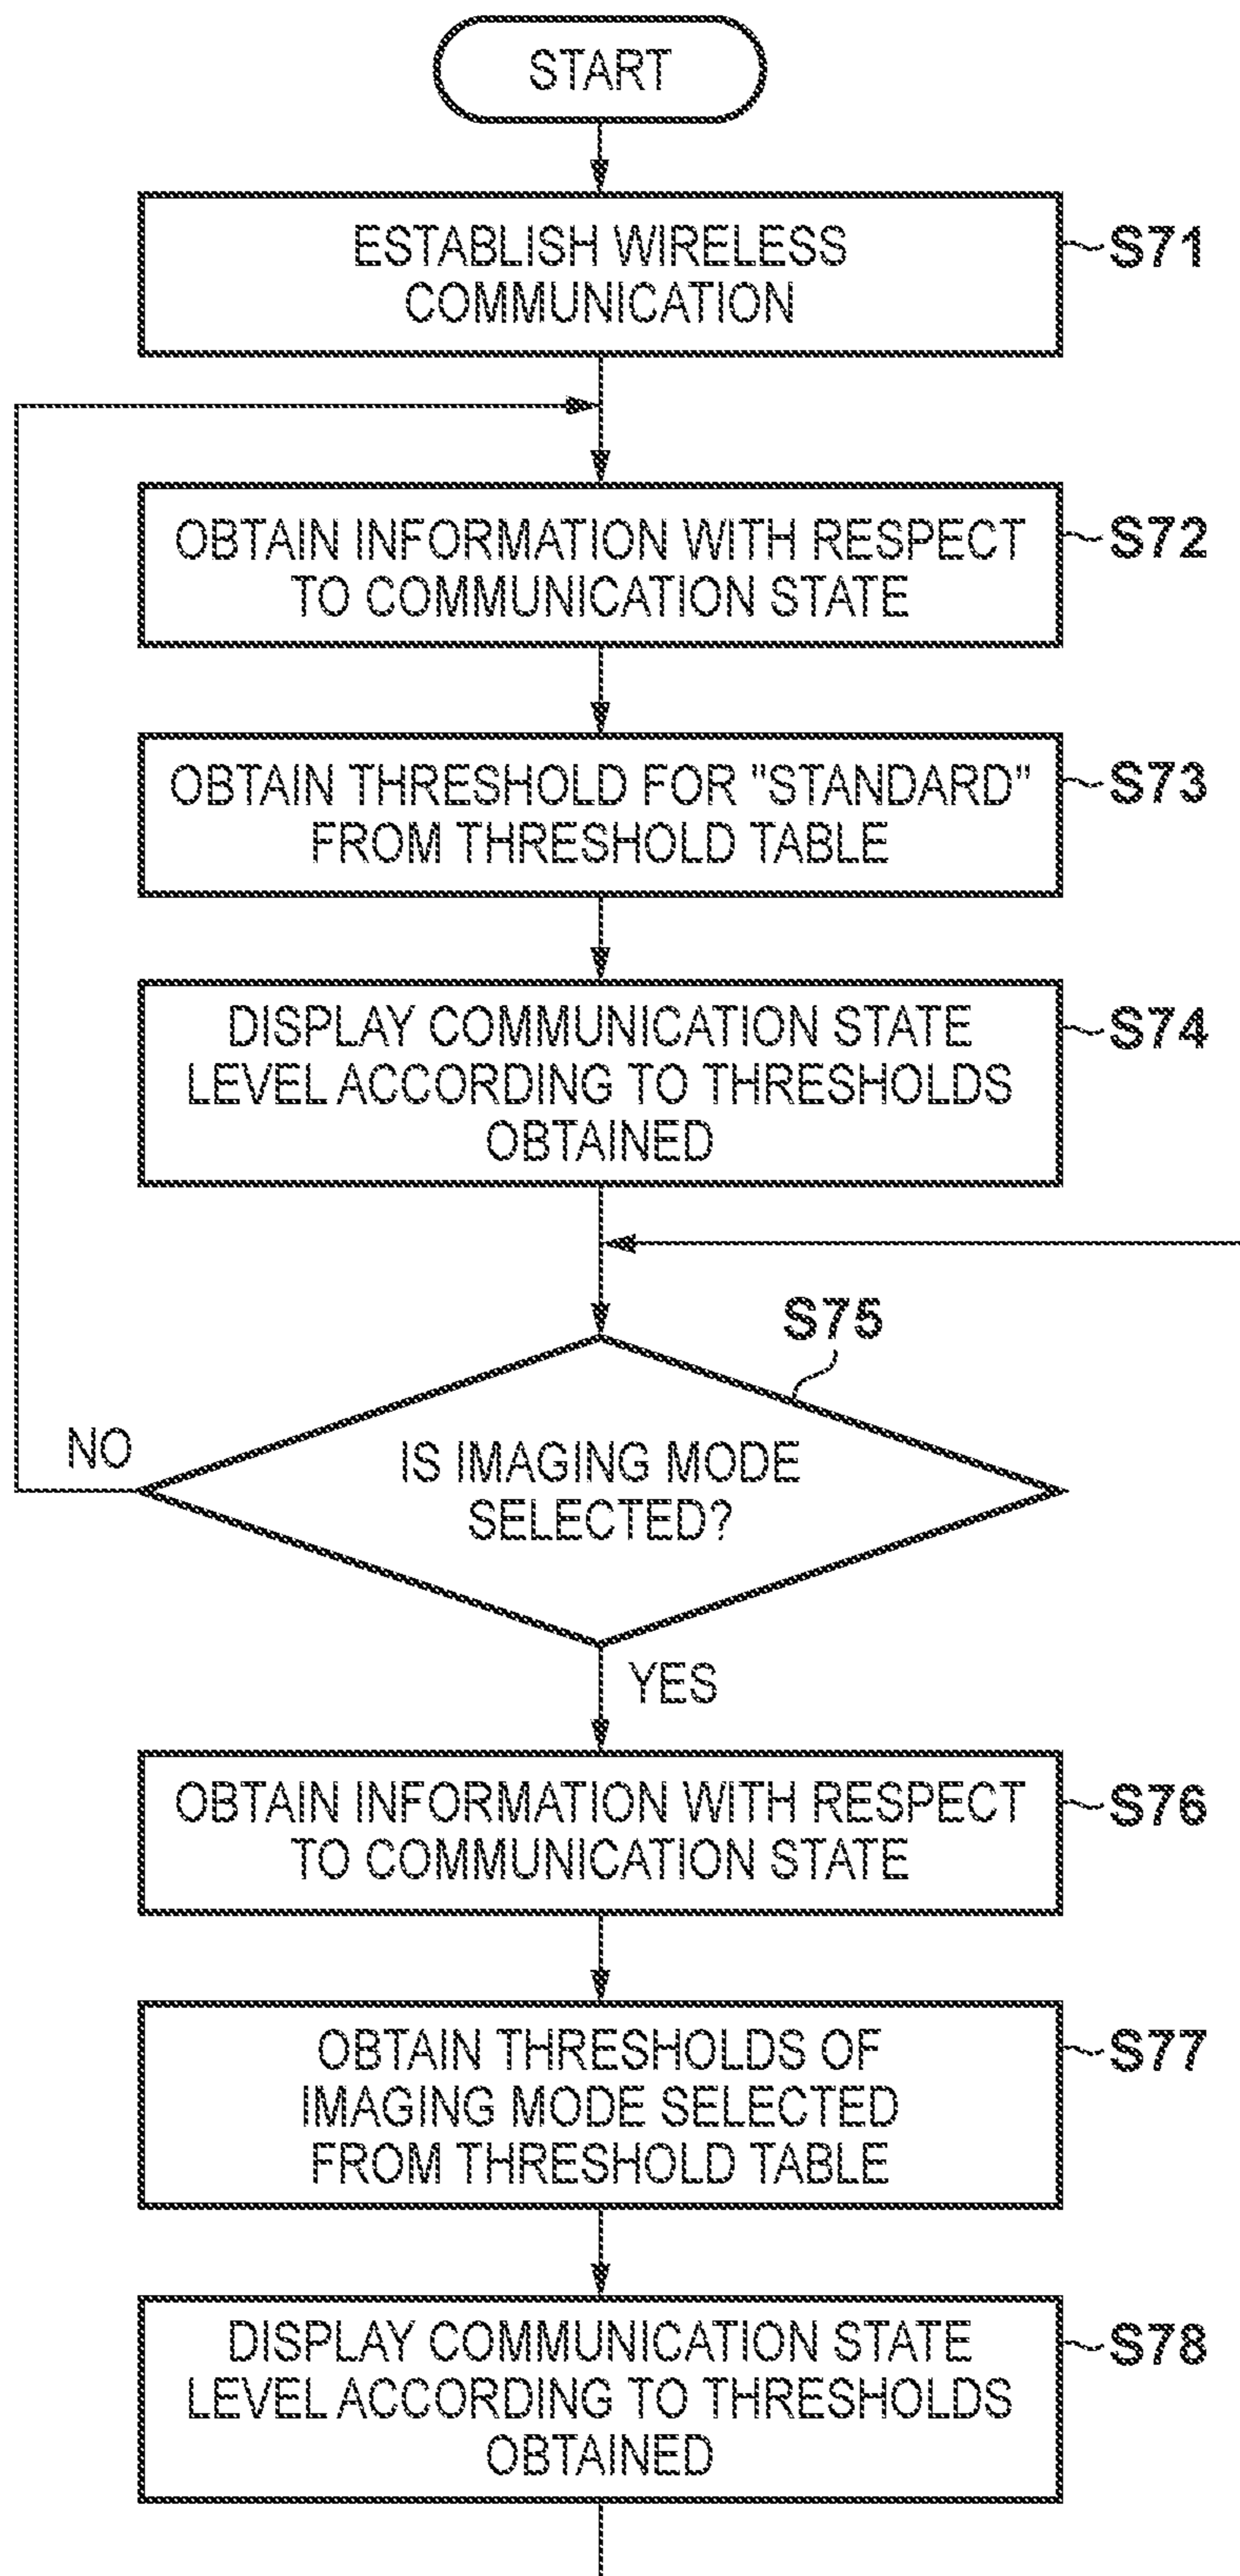 START
ESTABLISH WIRELESS
COMMUNICATION
S71
OBTAIN INFORMATION WITH RESPECT
TO COMMUNICATION STATE
S72
OBTAIN THRESHOLD FOR "STANDARD"
FROM THRESHOLD TABLE
S73
DISPLAY COMMUNICATION STATE
LEVEL ACCORDING TO THRESHOLDS
OBTAINED
S74
S75
NO
IS IMAGING MODE
SELECTED?
YES
OBTAIN INFORMATION WITH RESPECT
TO COMMUNICATION STATE
S76
OBTAIN THRESHOLDS OF
IMAGING MODE SELECTED
FROM THRESHOLD TABLE
S77
DISPLAY COMMUNICATION STATE
LEVEL ACCORDING TO THRESHOLDS
OBTAINED
S78